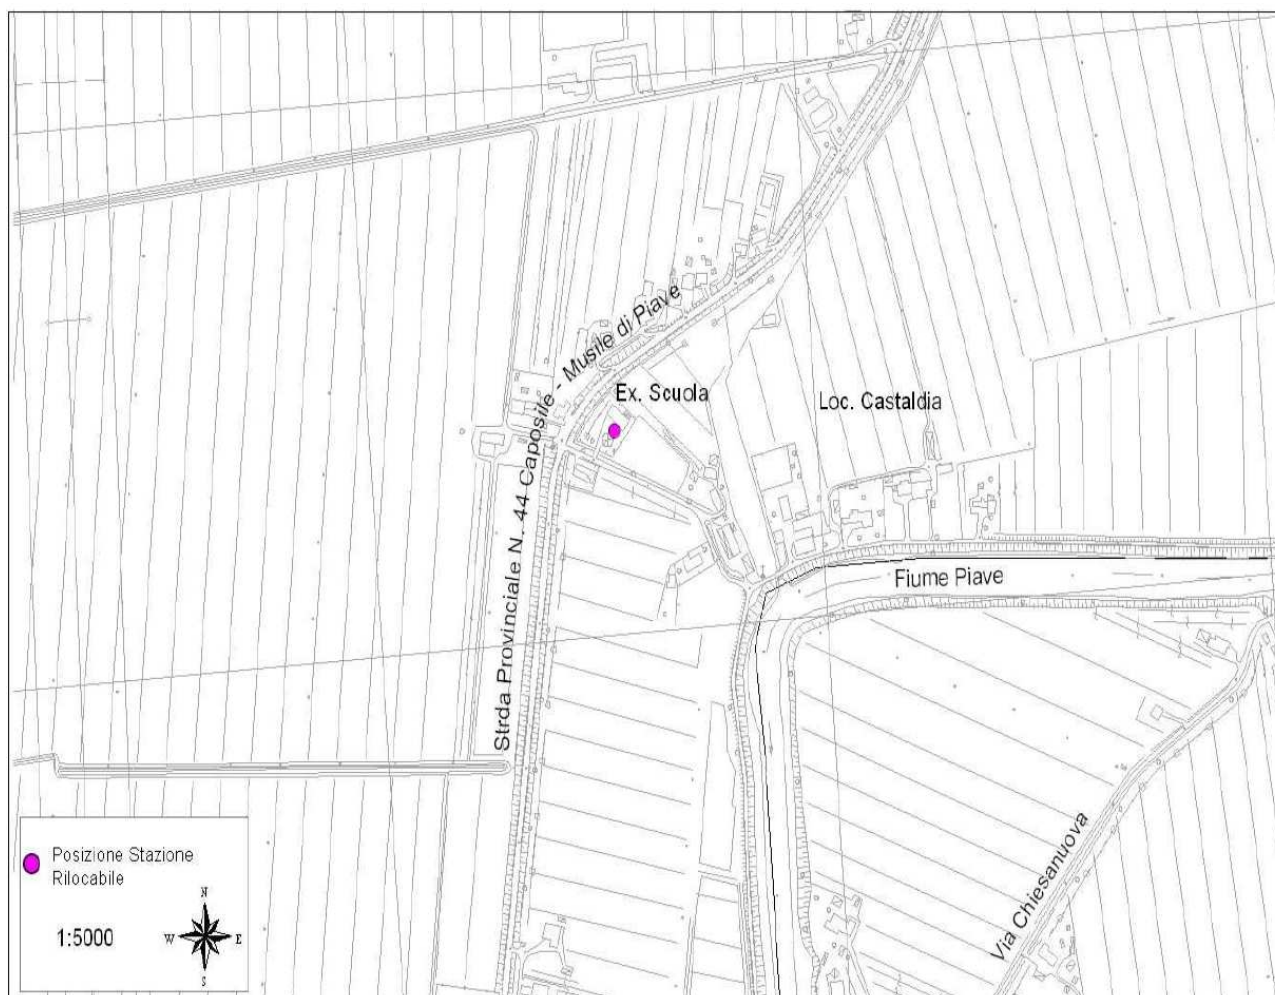 Strda Provinciale N. 44 Caposile - Musile di Piave
Ex. Scuola
Loc. Castaldia
Fiume Piave
Via Chiesanuova
Posizione Stazione
Rilocabile
1:5000
N
W E
S